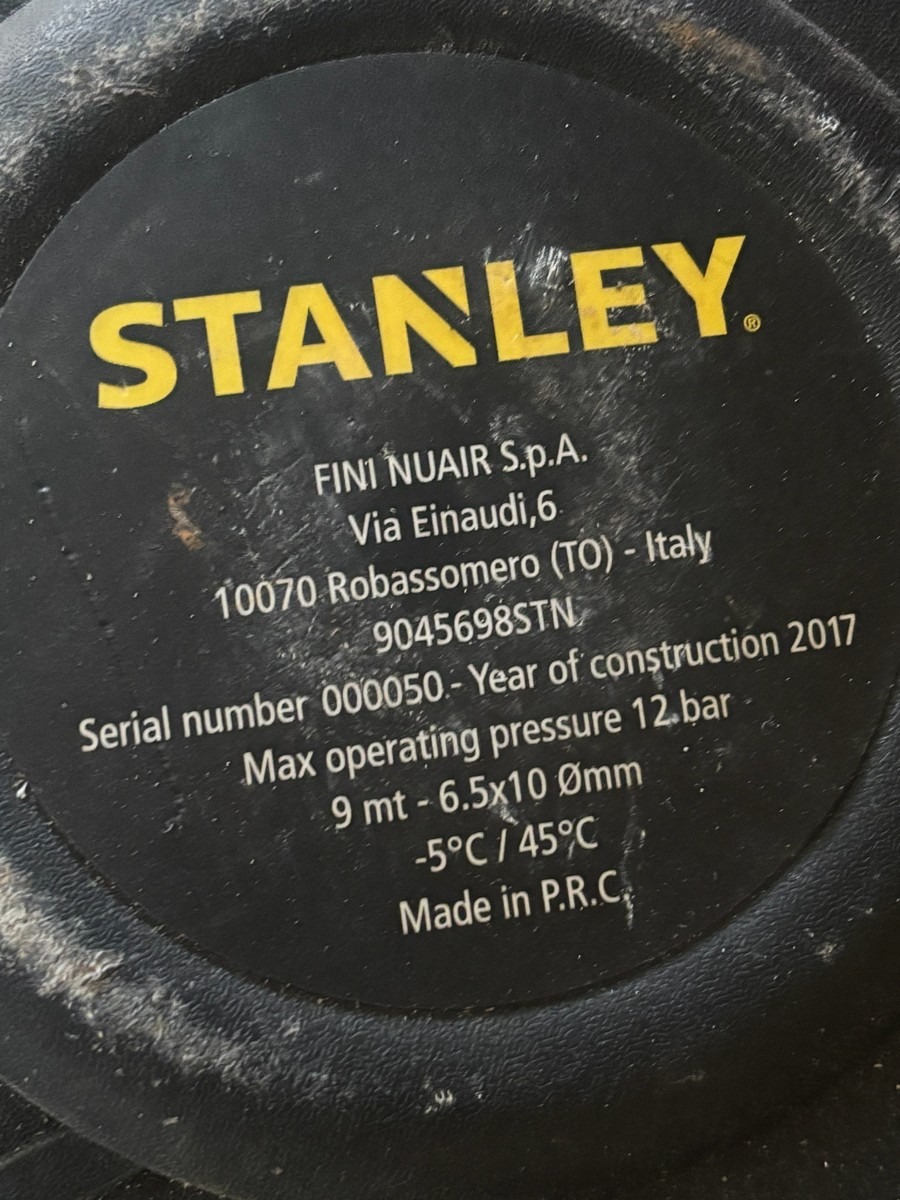 STANLEY®
FINI NUAIR S.p.A.
Via Einaudi,6
10070 Robassomero (TO) - Italy
9045698STN
Serial number 000050 - Year of construction 2017
Max operating pressure 12 bar
9 mt - 6.5x10 Ømm
-5°C / 45°C
Made in P.R.C.